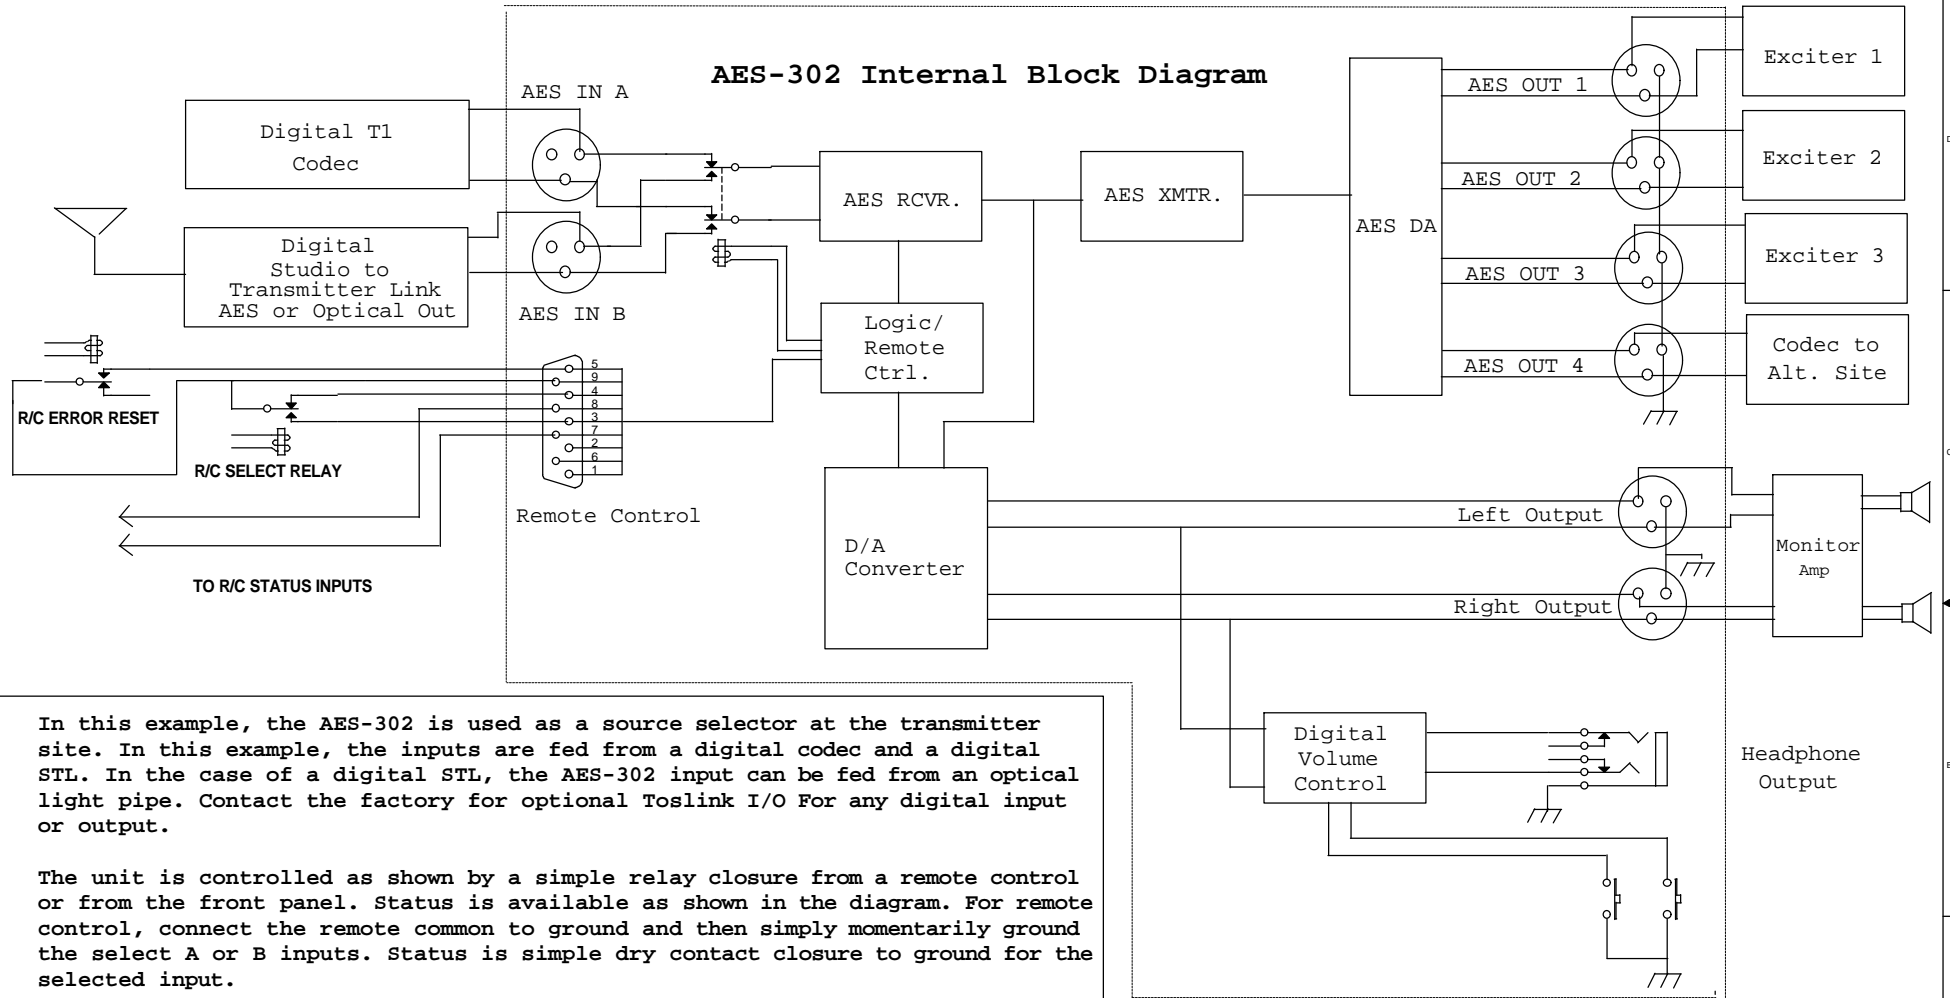 AES-302 Internal Block Diagram
AES IN A
Digital T1
Codec
Digital
Studio to
Transmitter Link
AES or Optical Out
AES IN B
AES RCVR.
AES XMTR.
AES DA
Logic/
Remote
Ctrl.
AES OUT 1
AES OUT 2
AES OUT 3
AES OUT 4
Exciter 1
Exciter 2
Exciter 3
Codec to
Alt. Site
R/C ERROR RESET
R/C SELECT RELAY
5
9
4
8
3
7
2
6
1
Remote Control
TO R/C STATUS INPUTS
D/A
Converter
Left Output
Right Output
Monitor
Amp
Digital
Volume
Control
Headphone
Output
In this example, the AES-302 is used as a source selector at the transmitter
site. In this example, the inputs are fed from a digital codec and a digital
STL. In the case of a digital STL, the AES-302 input can be fed from an optical
light pipe. Contact the factory for optional Toslink I/O For any digital input
or output.
The unit is controlled as shown by a simple relay closure from a remote control
or from the front panel. Status is available as shown in the diagram. For remote
control, connect the remote common to ground and then simply momentarily ground
the select A or B inputs. Status is simple dry contact closure to ground for the
selected input.